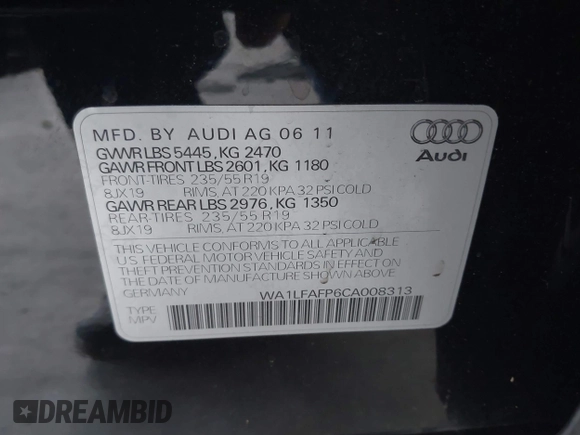 MFD. BY AUDI AG 06 11
GVWR LBS 5445, KG 2470
GAWR FRONT LBS 2601, KG 1180
FRONT-TIRES 235/55 R19
8JX19 RIMS, AT 220 KPA 32 PSI COLD
GAWR REAR LBS 2976, KG 1350
REAR-TIRES 235/55 R19
8JX19 RIMS, AT 220 KPA 32 PSI COLD
THIS VEHICLE CONFORMS TO ALL APPLICABLE
U.S FEDERAL MOTOR VEHICLE SAFETY AND
THEFT PREVENTION STANDARDS IN EFFECT ON
THE DATE OF MANUFACTURE SHOWN ABOVE
GERMANY WA1LFAFP6CA008313
TYPE
MPV
Audi
DREAMBID